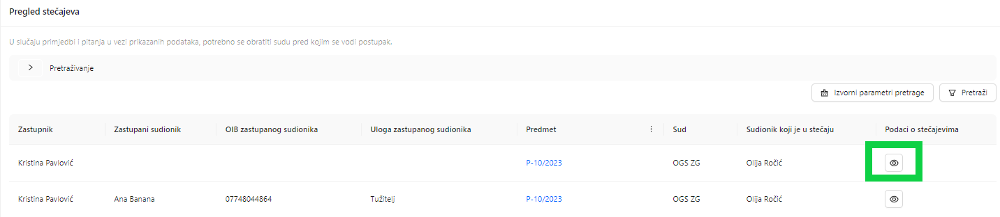 Pregled stečajeva
U slučaju primjedbi i pitanja u vezi prikazanih podataka, potrebno se obratiti sudu pred kojim se vodi postupak.
Pretraživanje
Izvorni parametri pretrage Pretraži
Zastupnik Zastupani sudionik OIB zastupanog sudionika Uloga zastupanog sudionika Predmet Sud Sudionik koji je u stečaju Podaci o stečajevima
Kristina Pavlović P-10/2023 OGS ZG Olija Ročić
Kristina Pavlović Ana Banana 07748044864 Tužitelj P-10/2023 OGS ZG Olija Ročić